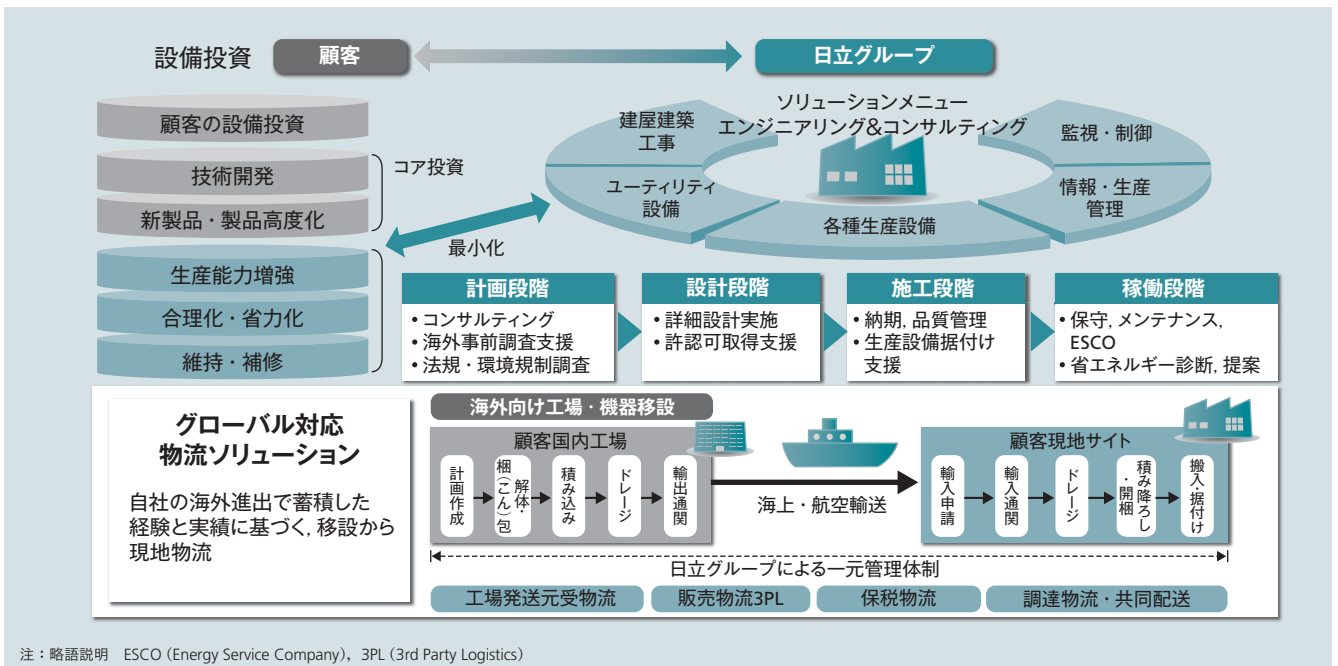 設備投資
顧客
日立グループ
顧客の設備投資
技術開発
新製品・製品高度化
コア投資
生産能力増強
合理化・省力化
維持・補修
最小化
ソリューションメニュー
エンジニアリング&コンサルティング
建屋建築
工事
ユーティリティ
設備
各種生産設備
監視・制御
情報・生産
管理
計画段階
• コンサルティング
• 海外事前調査支援
• 法規・環境規制調査
設計段階
• 詳細設計実施
• 許認可取得支援
施工段階
• 納期, 品質管理
• 生産設備据付け
支援
稼働段階
• 保守, メンテナンス,
ESCO
• 省エネルギー診断, 提案
グローバル対応
物流ソリューション
自社の海外進出で蓄積した
経験と実績に基づく, 移設から
現地物流
海外向け工場・機器移設
顧客国内工場
計画作成
解体・
梱(こん)包
積み込み
ドレージ
輸出通関
海上・航空輸送
顧客現地サイト
輸入申請
輸入通関
ドレージ
積み降ろし
・開梱
搬入・据付け
日立グループによる一元管理体制
工場発送元受物流
販売物流3PL
保税物流
調達物流・共同配送
注：略語説明　ESCO (Energy Service Company), 3PL (3rd Party Logistics)